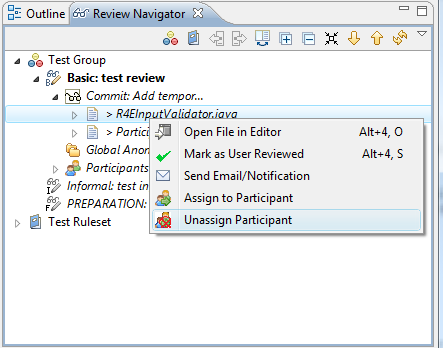 Outline Review Navigator
Test Group
Basic: test review
Commit: Add tempor...
> R4EInputValidator.java
> Partici
Global Anon
Participants
Informal: test in
PREPARATION:
Test Ruleset
Open File in Editor Alt+4, O
Mark as User Reviewed Alt+4, S
Send Email/Notification
Assign to Participant
Unassign Participant